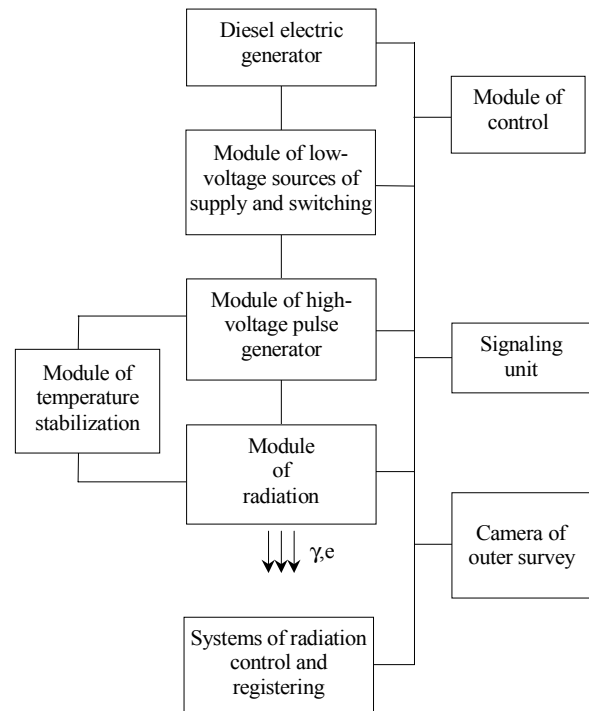 Diesel electric
generator
Module of
control
Module of low-
voltage sources of
supply and switching
Module of high-
voltage pulse
generator
Signaling
unit
Module of
temperature
stabilization
Module
of
radiation
γ,e
Camera of
outer survey
Systems of radiation
control and
registering